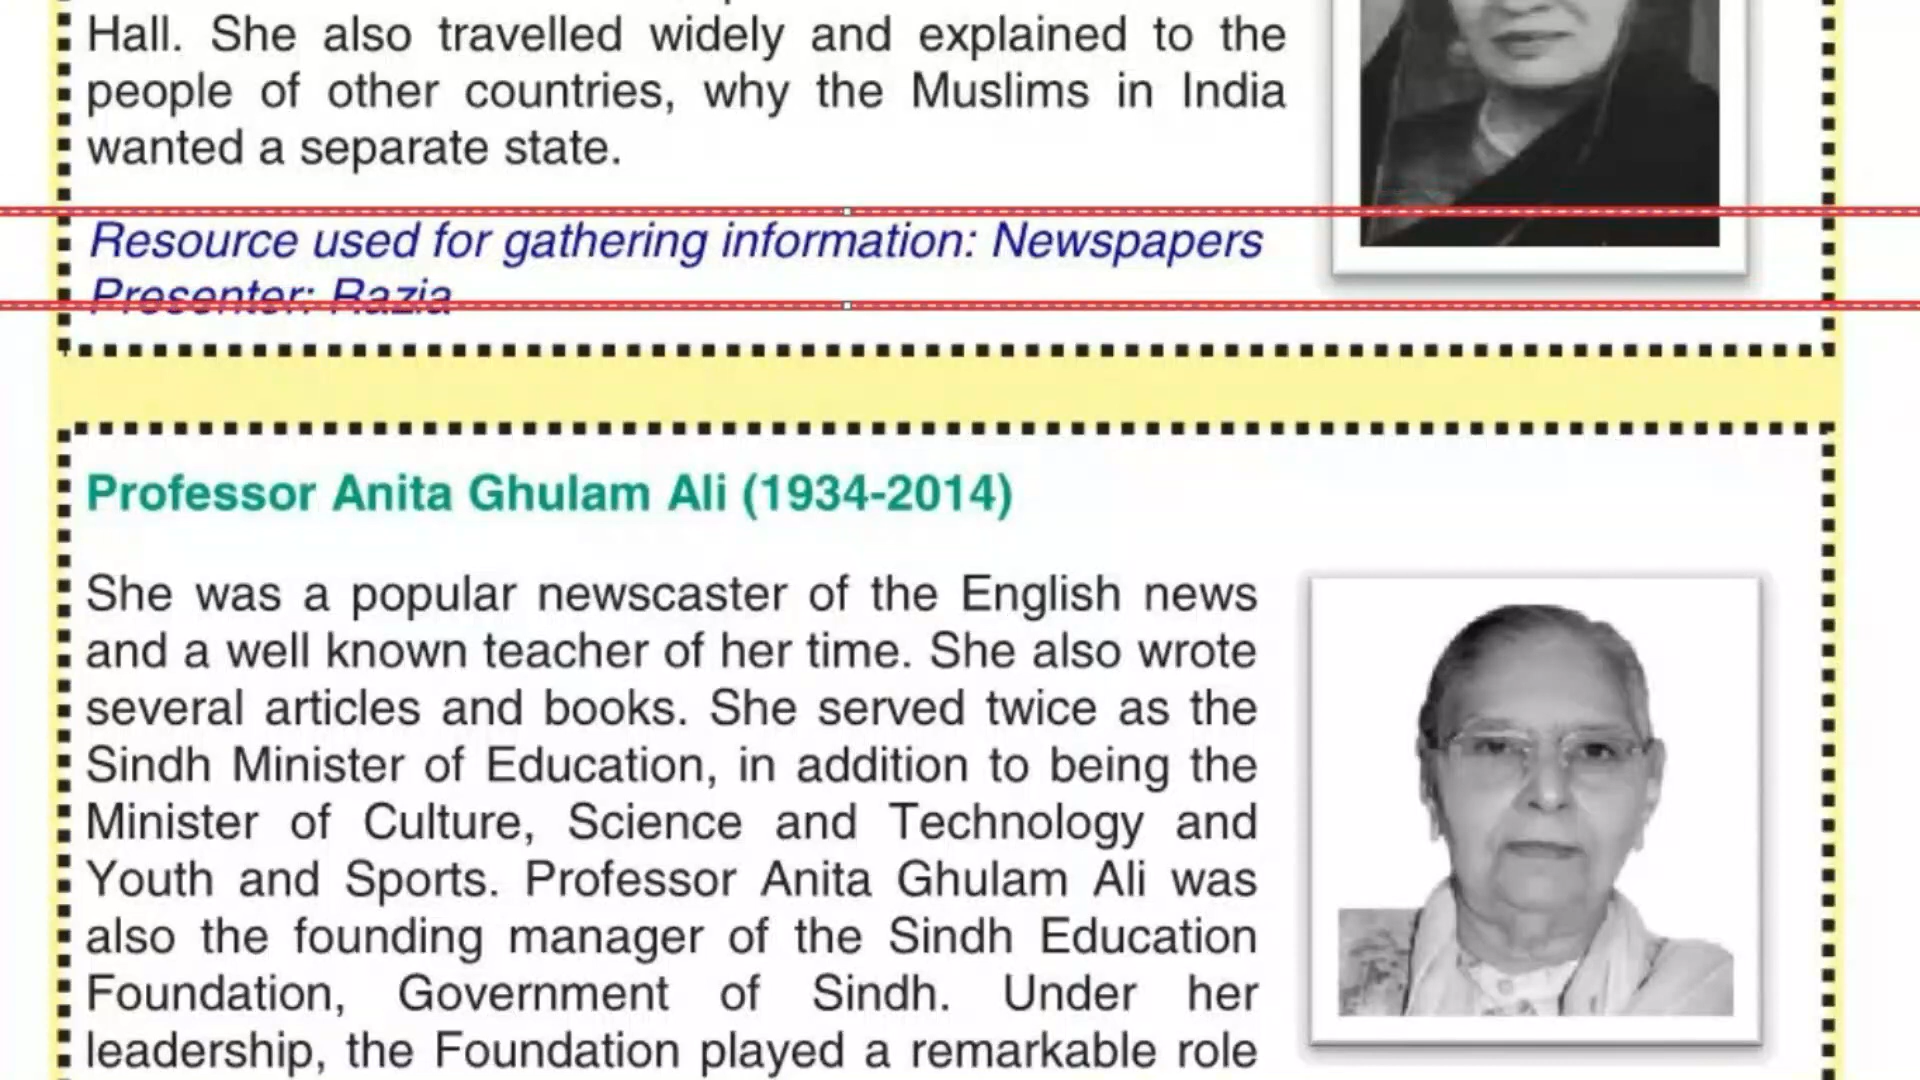 Hall. She also travelled widely and explained to the
people of other countries, why the Muslims in India
wanted a separate state.
Resource used for gathering information: Newspapers
Presenter: Razia
Professor Anita Ghulam Ali (1934-2014)
She was a popular newscaster of the English news
and a well known teacher of her time. She also wrote
several articles and books. She served twice as the
Sindh Minister of Education, in addition to being the
Minister of Culture, Science and Technology and
Youth and Sports. Professor Anita Ghulam Ali was
also the founding manager of the Sindh Education
Foundation, Government of Sindh. Under her
leadership, the Foundation played a remarkable role